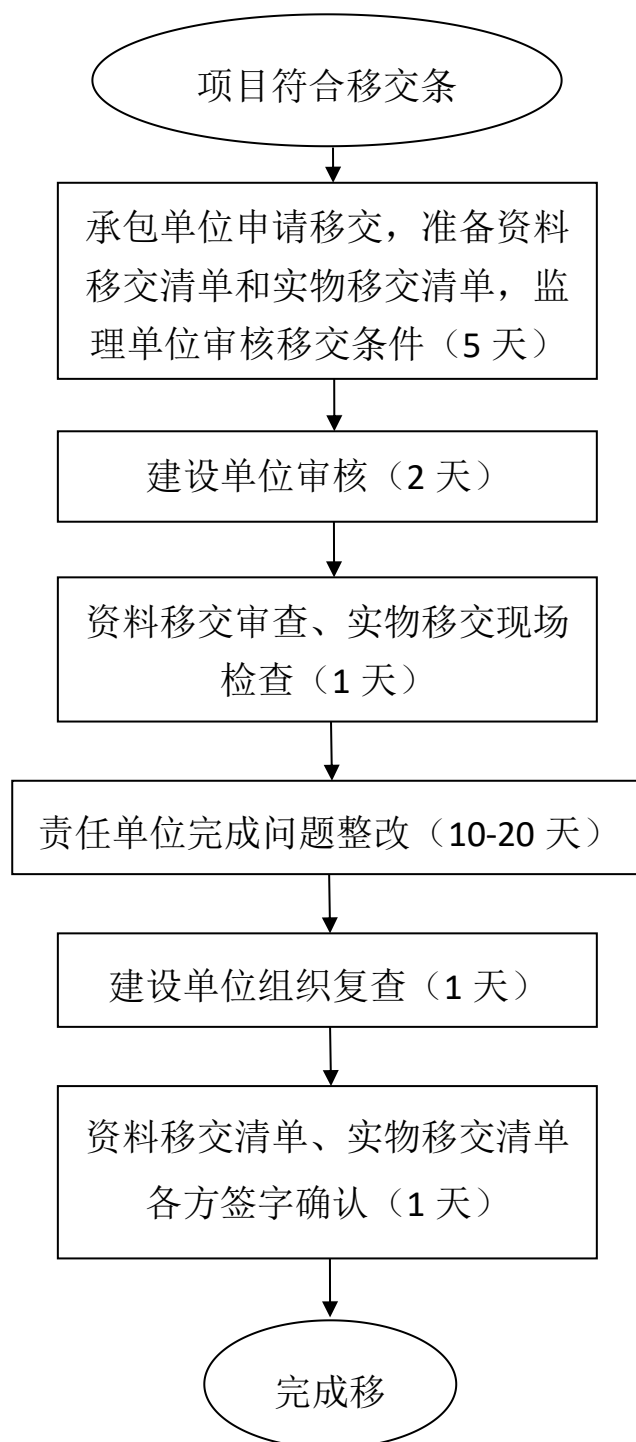 项目符合移交条
承包单位申请移交，准备资料
移交清单和实物移交清单，监
理单位审核移交条件（5 天）
建设单位审核（2 天）
资料移交审查、实物移交现场
检查（1 天）
责任单位完成问题整改（10-20 天）
建设单位组织复查（1 天）
资料移交清单、实物移交清单
各方签字确认（1 天）
完成移